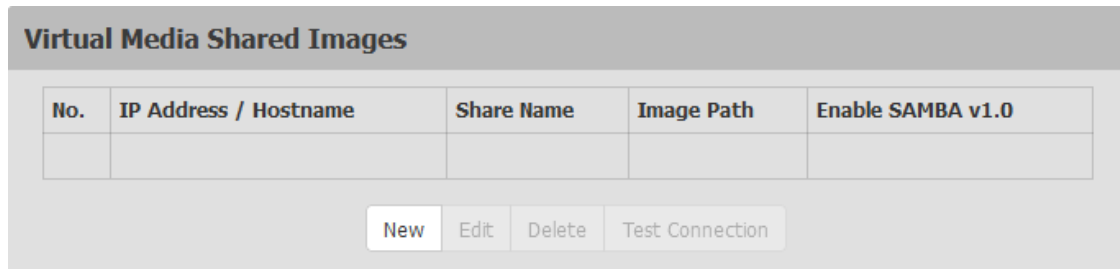 Virtual Media Shared Images
No. IP Address / Hostname Share Name Image Path Enable SAMBA v1.0
New Edit Delete Test Connection